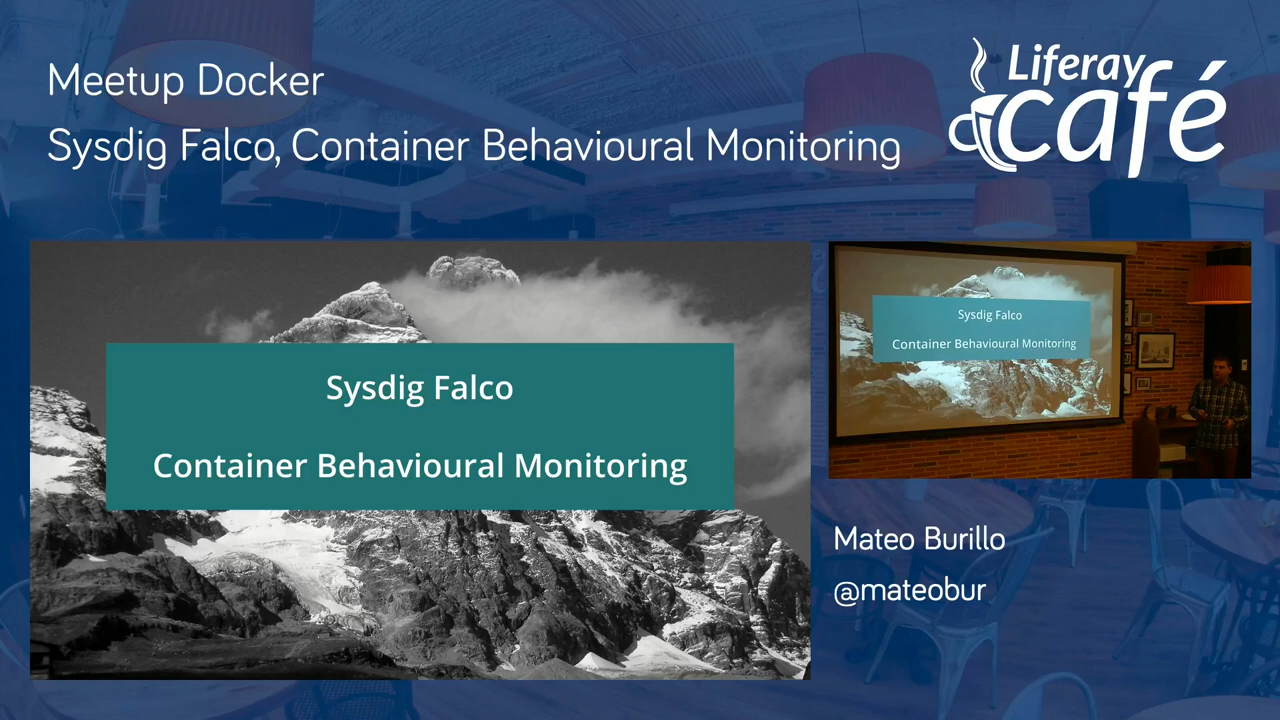 Meetup Docker
Sysdig Falco, Container Behavioural Monitoring
Liferay
café
Sysdig Falco
Container Behavioural Monitoring
Sysdig Falco
Container Behavioural Monitoring
Mateo Burillo
@mateobur